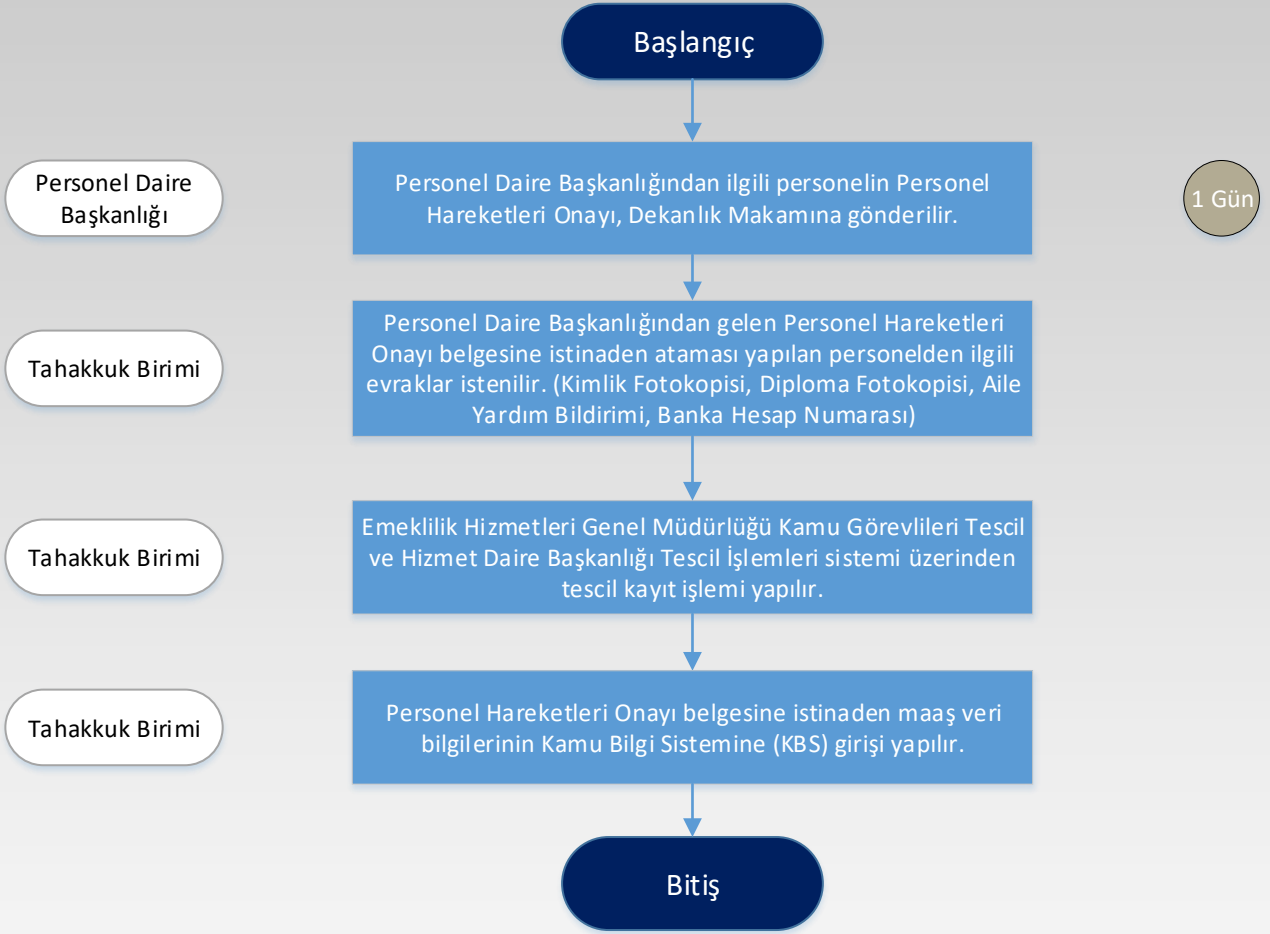 Başlangıç
Personel Daire
Başkanlığı
Personel Daire Başkanlığından ilgili personelin Personel
Hareketleri Onayı, Dekanlık Makamına gönderilir.
1 Gün
Tahakkuk Birimi
Personel Daire Başkanlığından gelen Personel Hareketleri
Onayı belgesine istinaden ataması yapılan personelden ilgili
evraklar istenilir. (Kimlik Fotokopisi, Diploma Fotokopisi, Aile
Yardım Bildirimi, Banka Hesap Numarası)
Tahakkuk Birimi
Emeklilik Hizmetleri Genel Müdürlüğü Kamu Görevlileri Tescil
ve Hizmet Daire Başkanlığı Tescil İşlemleri sistemi üzerinden
tescil kayıt işlemi yapılır.
Tahakkuk Birimi
Personel Hareketleri Onayı belgesine istinaden maaş veri
bilgilerinin Kamu Bilgi Sistemine (KBS) girişi yapılır.
Bitiş